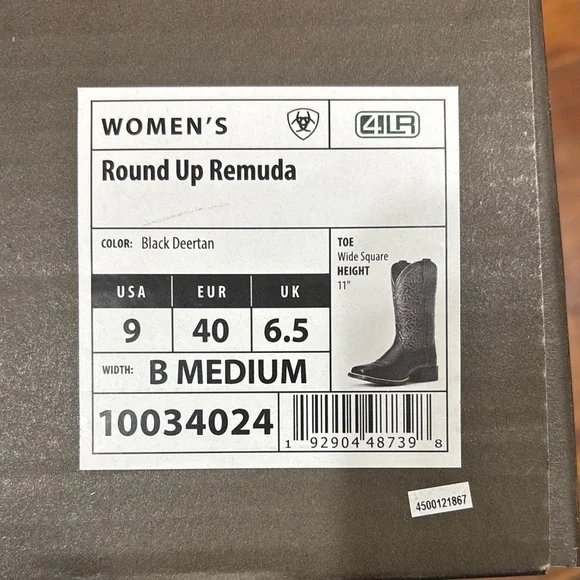 WOMEN'S
4LR
Round Up Remuda
COLOR: Black Deertan
TOE
Wide Square
HEIGHT
11"
USA EUR UK
9 40 6.5
WIDTH: B MEDIUM
10034024
1 92904 48739 8
4500121867